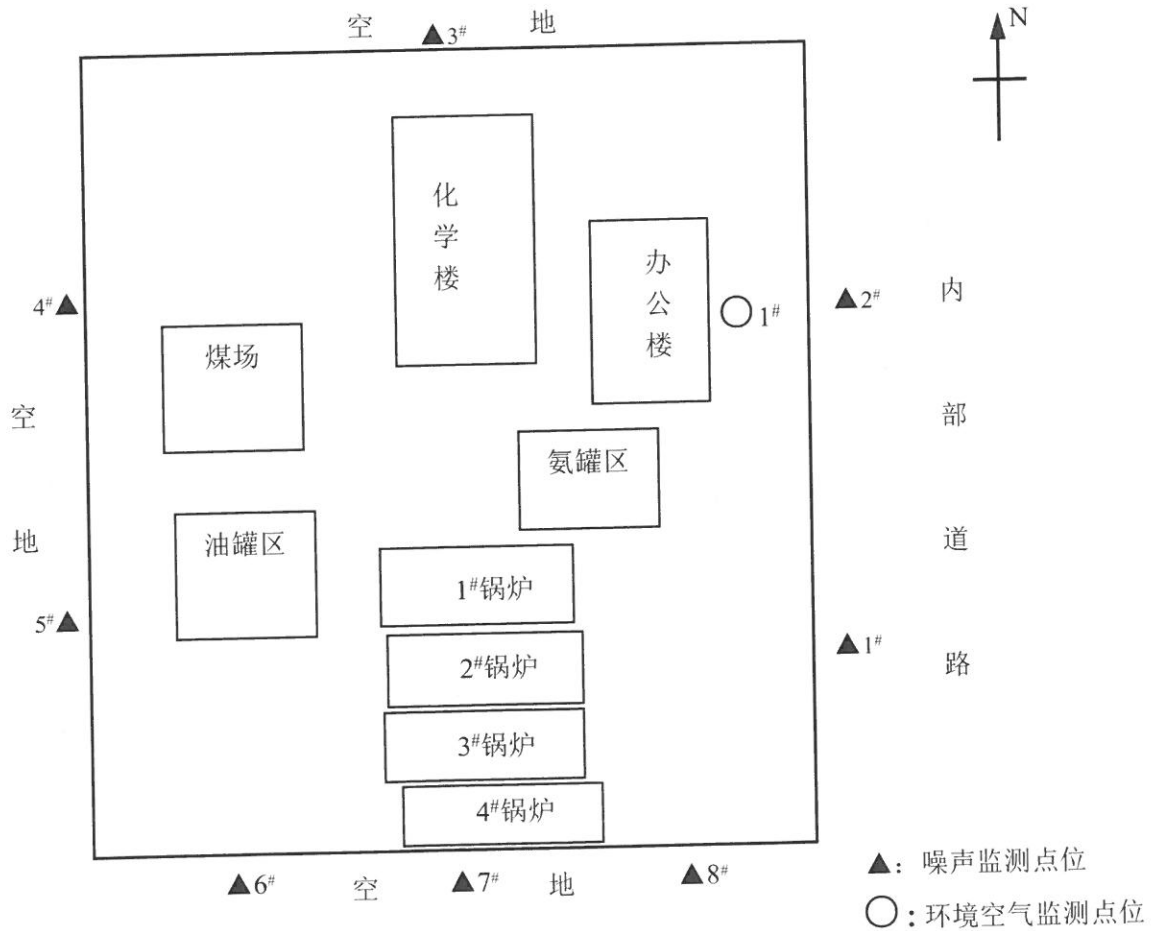 空 地
3#
N
化学楼
办公楼
1#
2#
4#
煤场
内部道路
空地
氨罐区
油罐区
1#锅炉
5#
1#
2#锅炉
3#锅炉
4#锅炉
6#
空 地
7#
8#
▲：噪声监测点位
○：环境空气监测点位